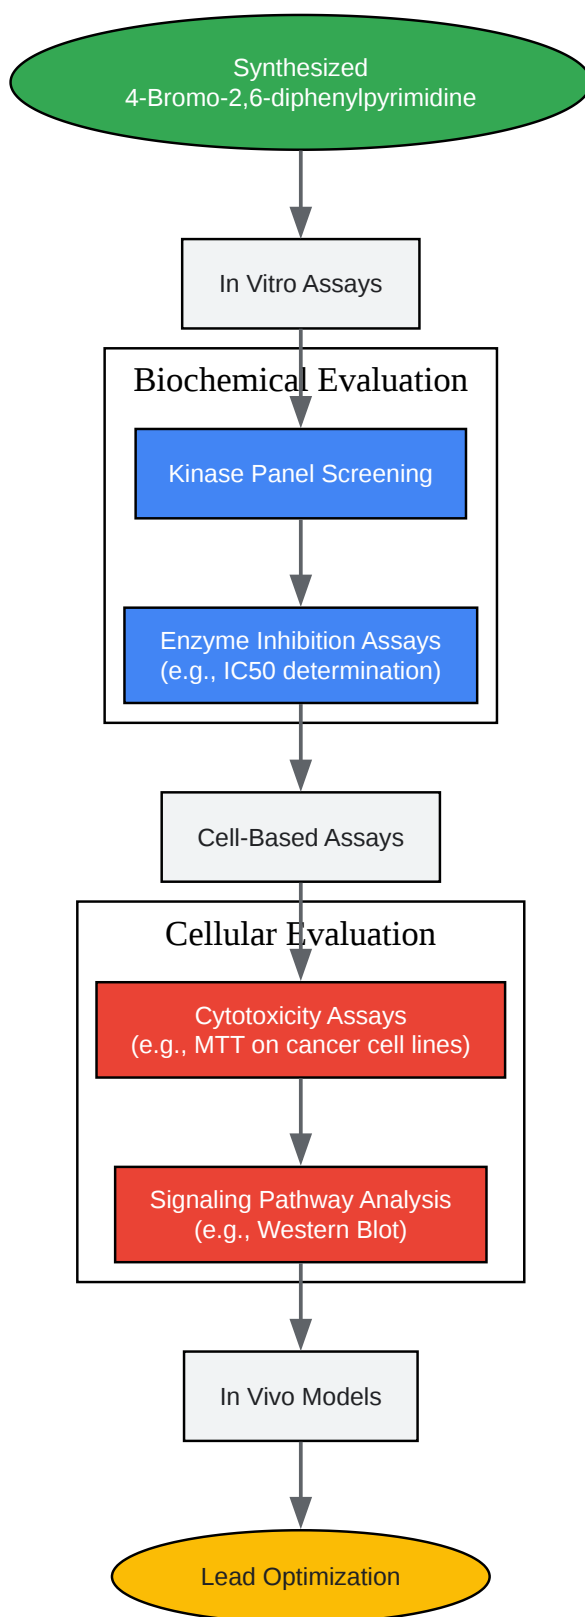 Synthesized
4-Bromo-2,6-diphenylpyrimidine
In Vitro Assays
Biochemical Evaluation
Kinase Panel Screening
Enzyme Inhibition Assays
(e.g., IC50 determination)
Cell-Based Assays
Cellular Evaluation
Cytotoxicity Assays
(e.g., MTT on cancer cell lines)
Signaling Pathway Analysis
(e.g., Western Blot)
In Vivo Models
Lead Optimization